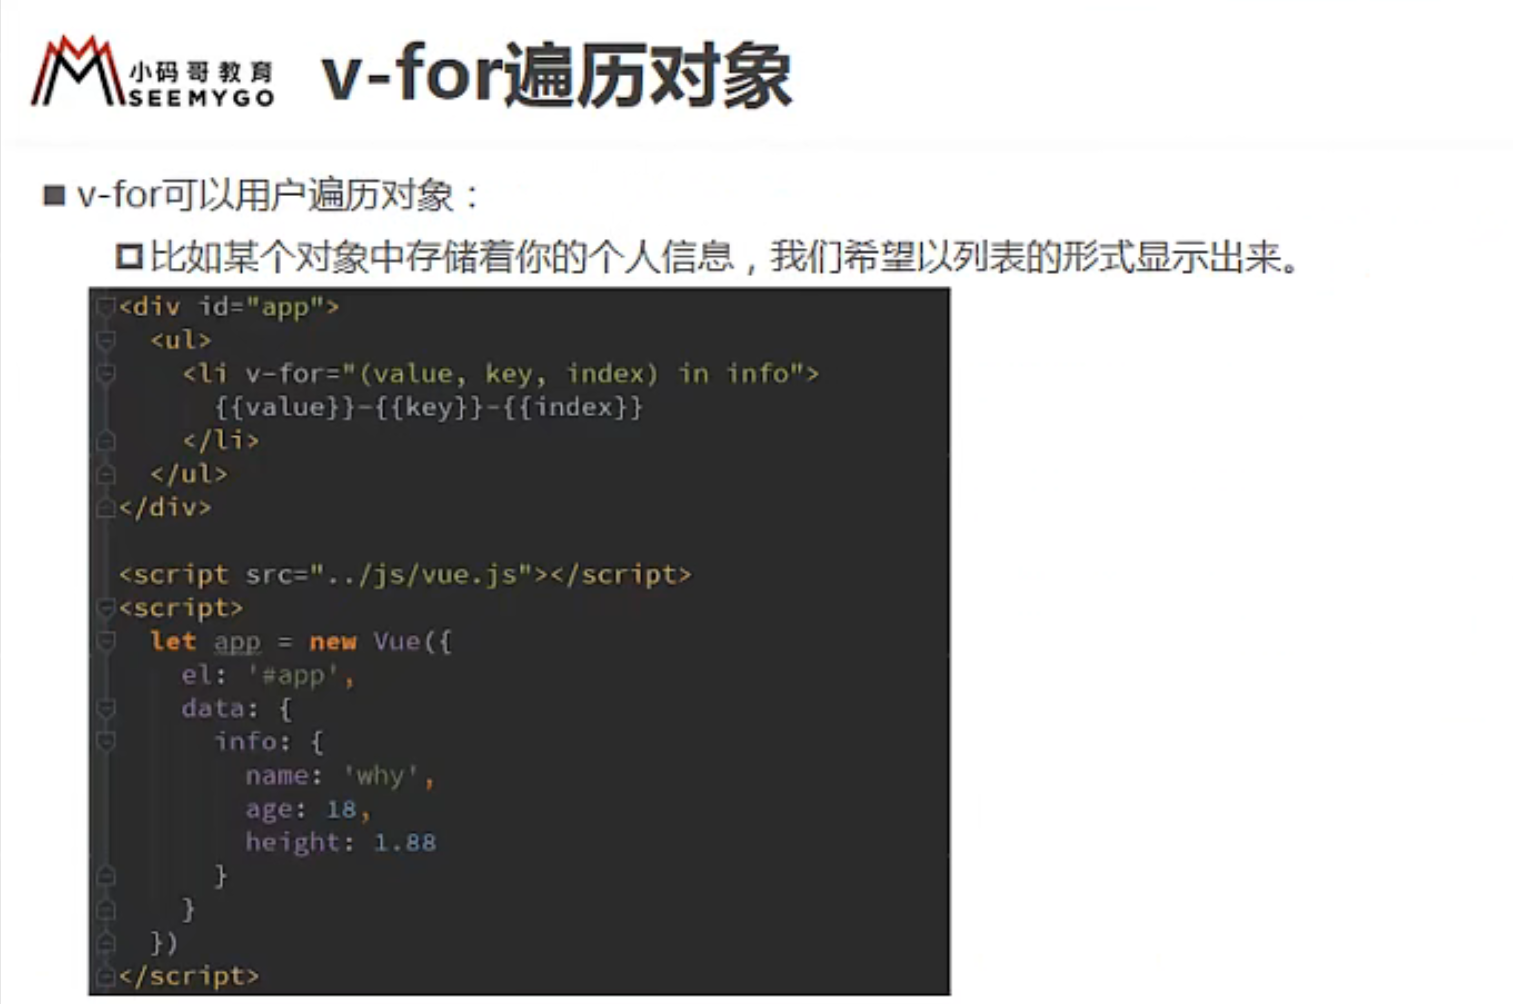 小码哥教育
SEEMYGO
v-for遍历对象
v-for可以用户遍历对象：
比如某个对象中存储着你的个人信息，我们希望以列表的形式显示出来。
<div id="app">
  <ul>
    <li v-for="(value, key, index) in info">
      {{value}}-{{key}}-{{index}}
    </li>
  </ul>
</div>
<script src="../js/vue.js"></script>
<script>
  let app = new Vue({
    el: '#app',
    data: {
      info: {
        name: 'why',
        age: 18,
        height: 1.88
      }
    }
  })
</script>